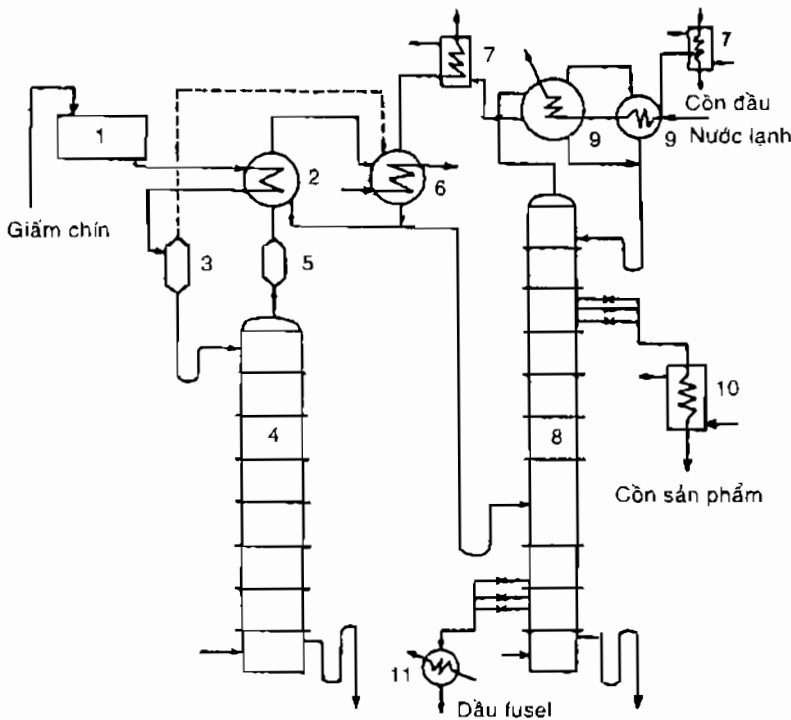 7
7
1
Cồn đầu
9
9
Nước lạnh
2
6
Giấm chín
3
5
10
4
8
Cồn sản phẩm
11
Dầu fusel